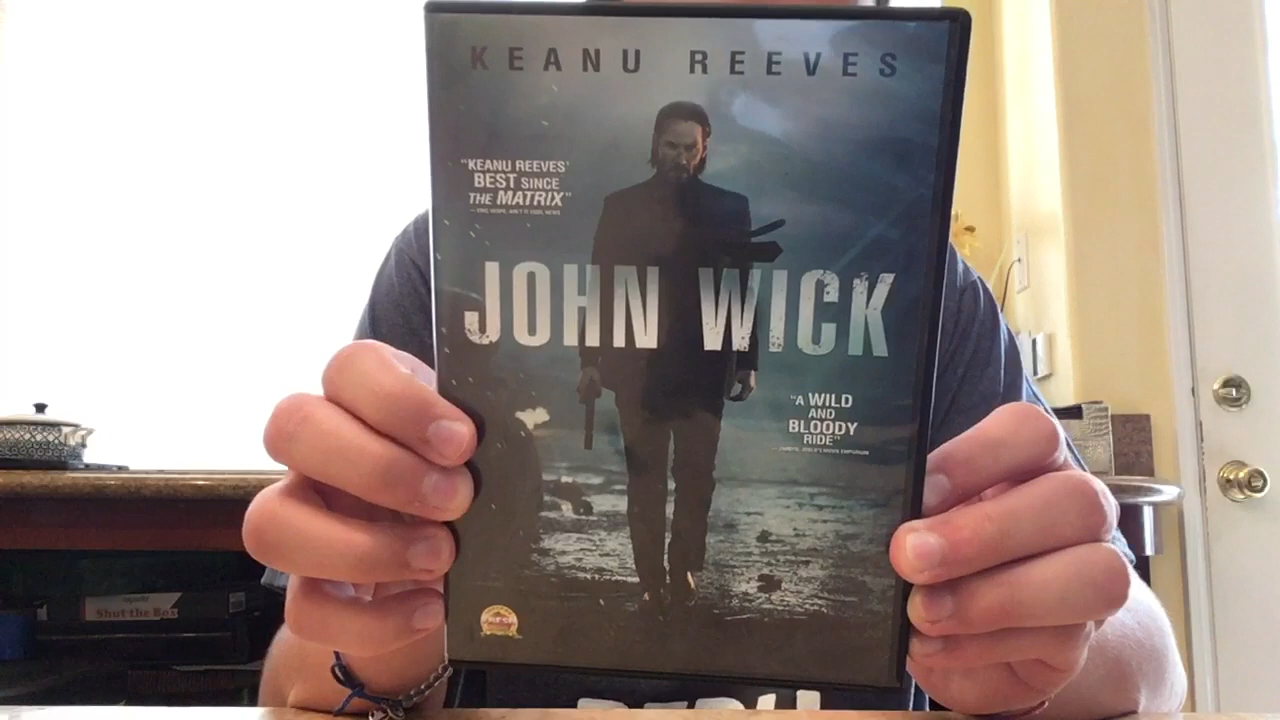 KEANU REEVES
"KEANU REEVES'
BEST SINCE
THE MATRIX"
JOHN WICK
"A WILD
AND
BLOODY
RIDE"
Shut the Box